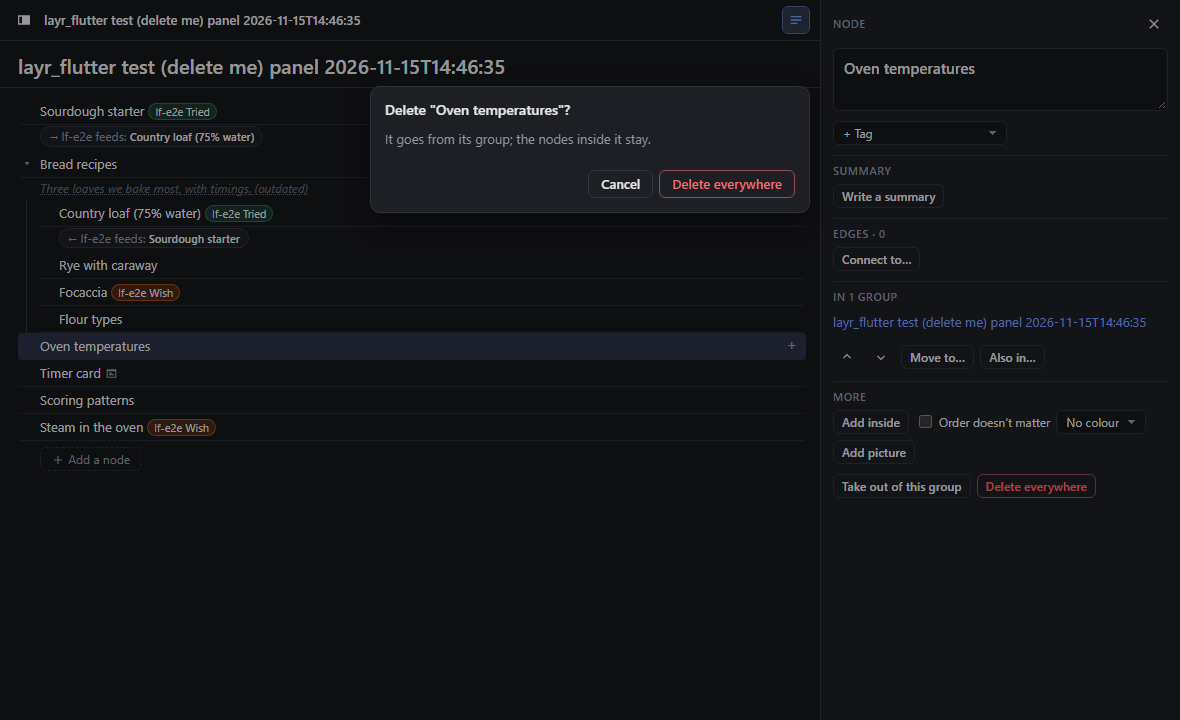 layr_flutter test (delete me) panel 2026-11-15T14:46:35
layr_flutter test (delete me) panel 2026-11-15T14:46:35
Sourdough starter lf-e2e Tried
→ lf-e2e feeds: Country loaf (75% water)
Bread recipes
Three loaves we bake most, with timings. (outdated)
Country loaf (75% water) lf-e2e Tried
← lf-e2e feeds: Sourdough starter
Rye with caraway
Focaccia lf-e2e Wish
Flour types
Oven temperatures +
Timer card
Scoring patterns
Steam in the oven lf-e2e Wish
+ Add a node
Delete "Oven temperatures"?
It goes from its group; the nodes inside it stay.
Cancel Delete everywhere
NODE
Oven temperatures
+ Tag
SUMMARY
Write a summary
EDGES · 0
Connect to...
IN 1 GROUP
layr_flutter test (delete me) panel 2026-11-15T14:46:35
Move to... Also in...
MORE
Add inside Order doesn't matter No colour
Add picture
Take out of this group Delete everywhere